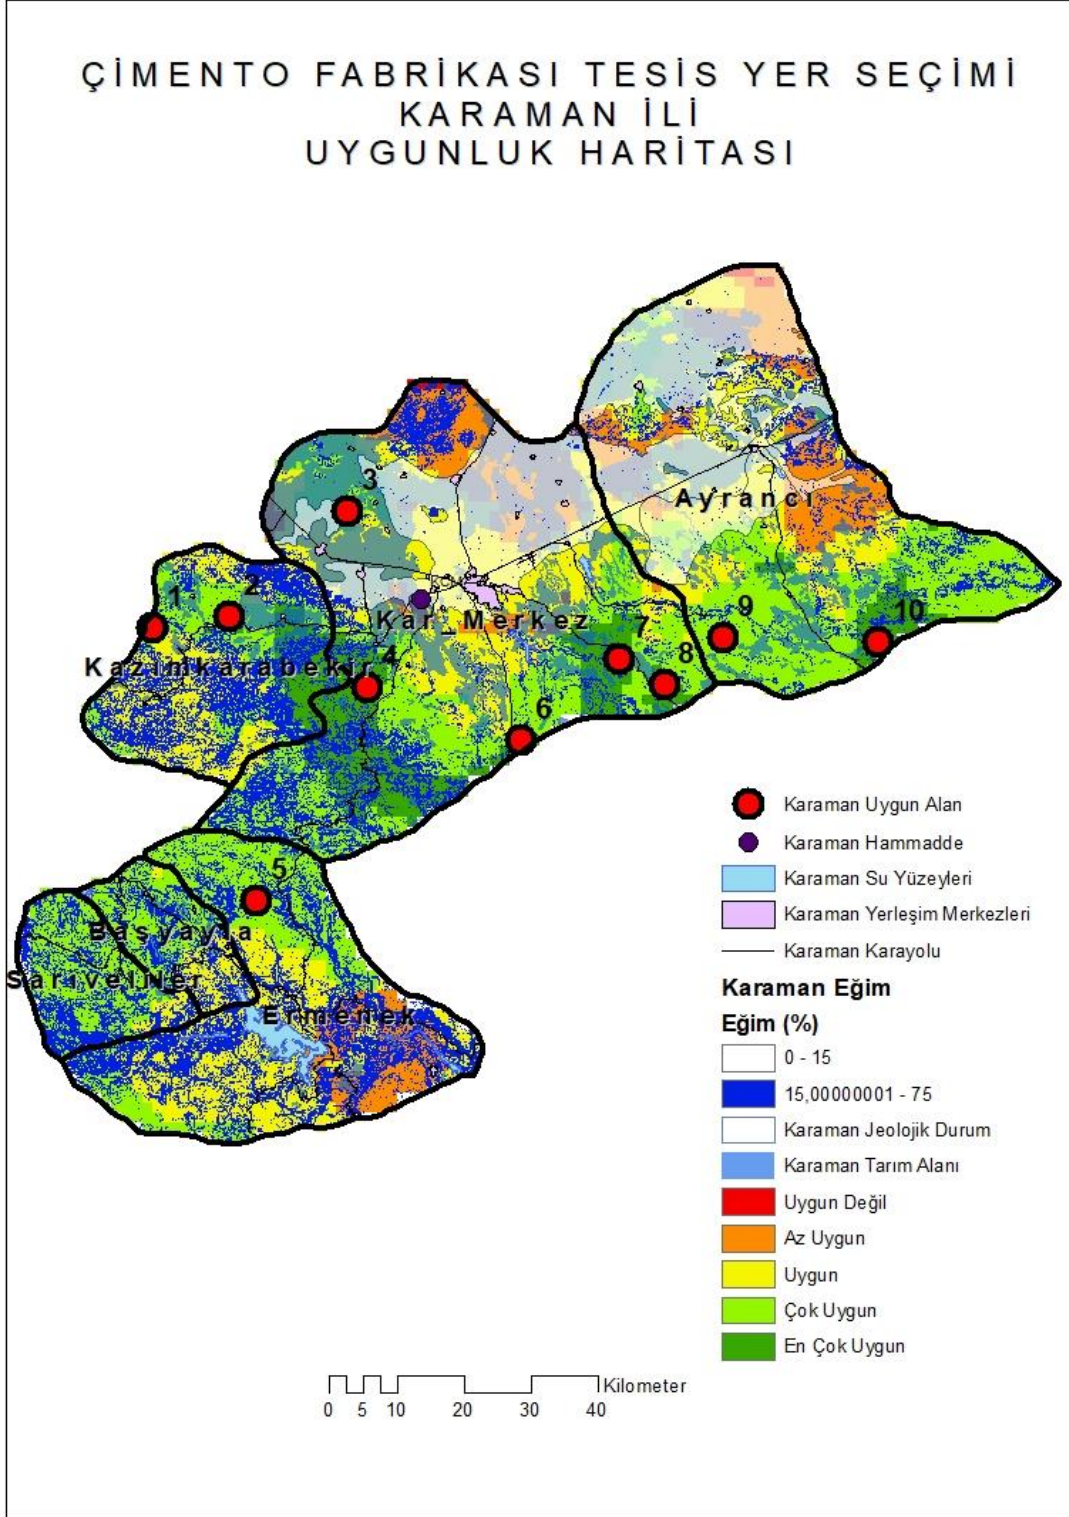 ÇİMENTO FABRİKASI TESİS YER SEÇİMİ
KARAMAN İLİ
UYGUNLUK HARİTASI
3
Ayrancı
1
2
9
10
Kar_Merkez
7
Kazımkarabekir
4
8
6
5
Başyayla
Sarıveliler
Ermenek
Karaman Uygun Alan
Karaman Hammadde
Karaman Su Yüzeyleri
Karaman Yerleşim Merkezleri
Karaman Karayolu
Karaman Eğim
Eğim (%)
0 - 15
15,00000001 - 75
Karaman Jeolojik Durum
Karaman Tarım Alanı
Uygun Değil
Az Uygun
Uygun
Çok Uygun
En Çok Uygun
Kilometer
0 5 10 20 30 40